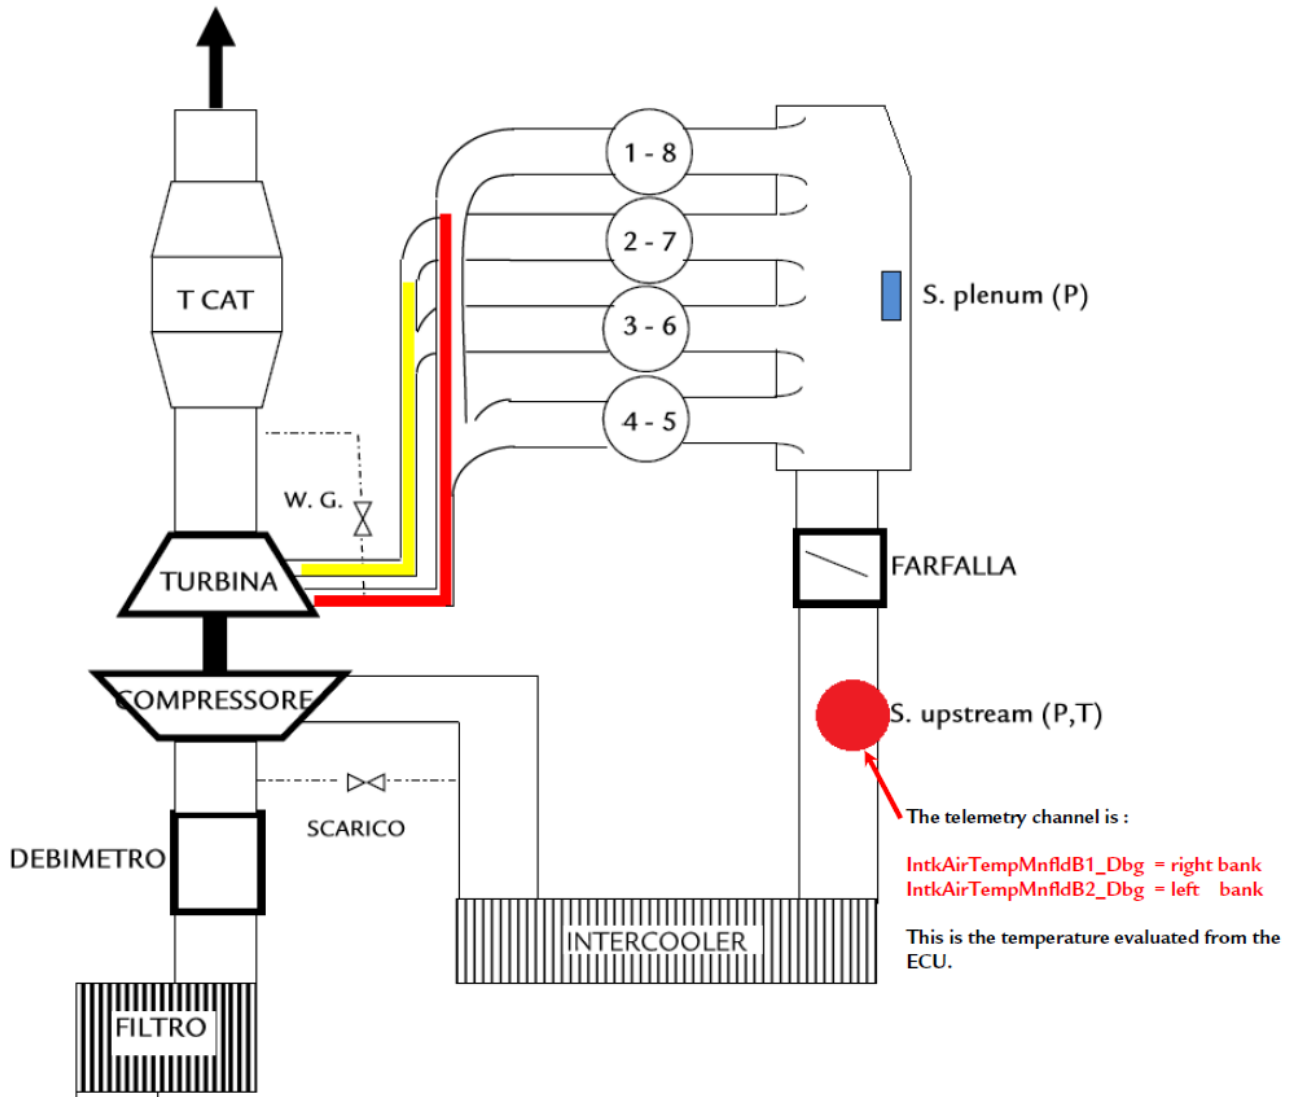 1 - 8
2 - 7
S. plenum (P)
T CAT
3 - 6
4 - 5
W. G.
FARFALLA
TURBINA
COMPRESSORE
S. upstream (P,T)
SCARICO
The telemetry channel is :
DEBIMETRO
IntkAirTempMnfldB1_Dbg = right bank
IntkAirTempMnfldB2_Dbg = left bank
INTERCOOLER
This is the temperature evaluated from the
ECU.
FILTRO